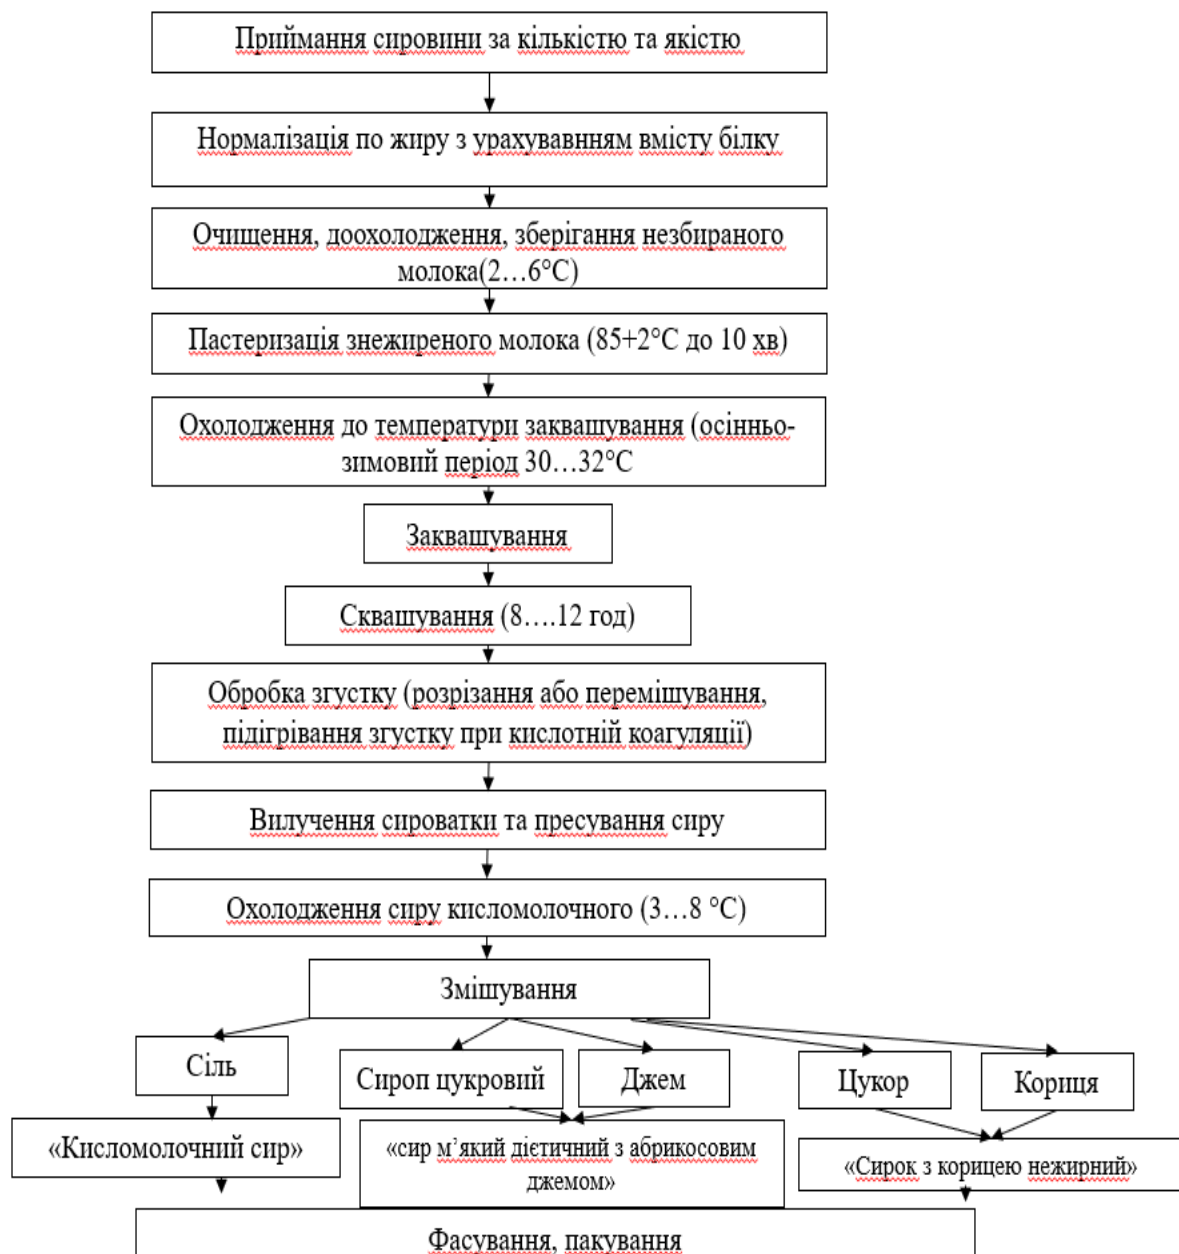 Приймання сировини за кількістю та якістю
Нормалізація по жиру з урахувавнням вмісту білку
Очищення, доохолодження, зберігання незбираного
молока(2…6°С)
Пастеризація знежиреного молока (85+2°С до 10 хв)
Охолодження до температури заквашування (осінньо-
зимовий період 30…32°С
Заквашування
Сквашування (8….12 год)
Обробка згустку (розрізання або перемішування,
підігрівання згустку при кислотній коагуляції)
Вилучення сироватки та пресування сиру
Охолодження сиру кисломолочного (3…8 °С)
Змішування
Сіль
Сироп цукровий
Джем
Цукор
Кориця
«Кисломолочний сир»
«сир м’який дієтичний з абрикосовим
джемом»
«Сирок з корицею нежирний»
Фасування, пакування